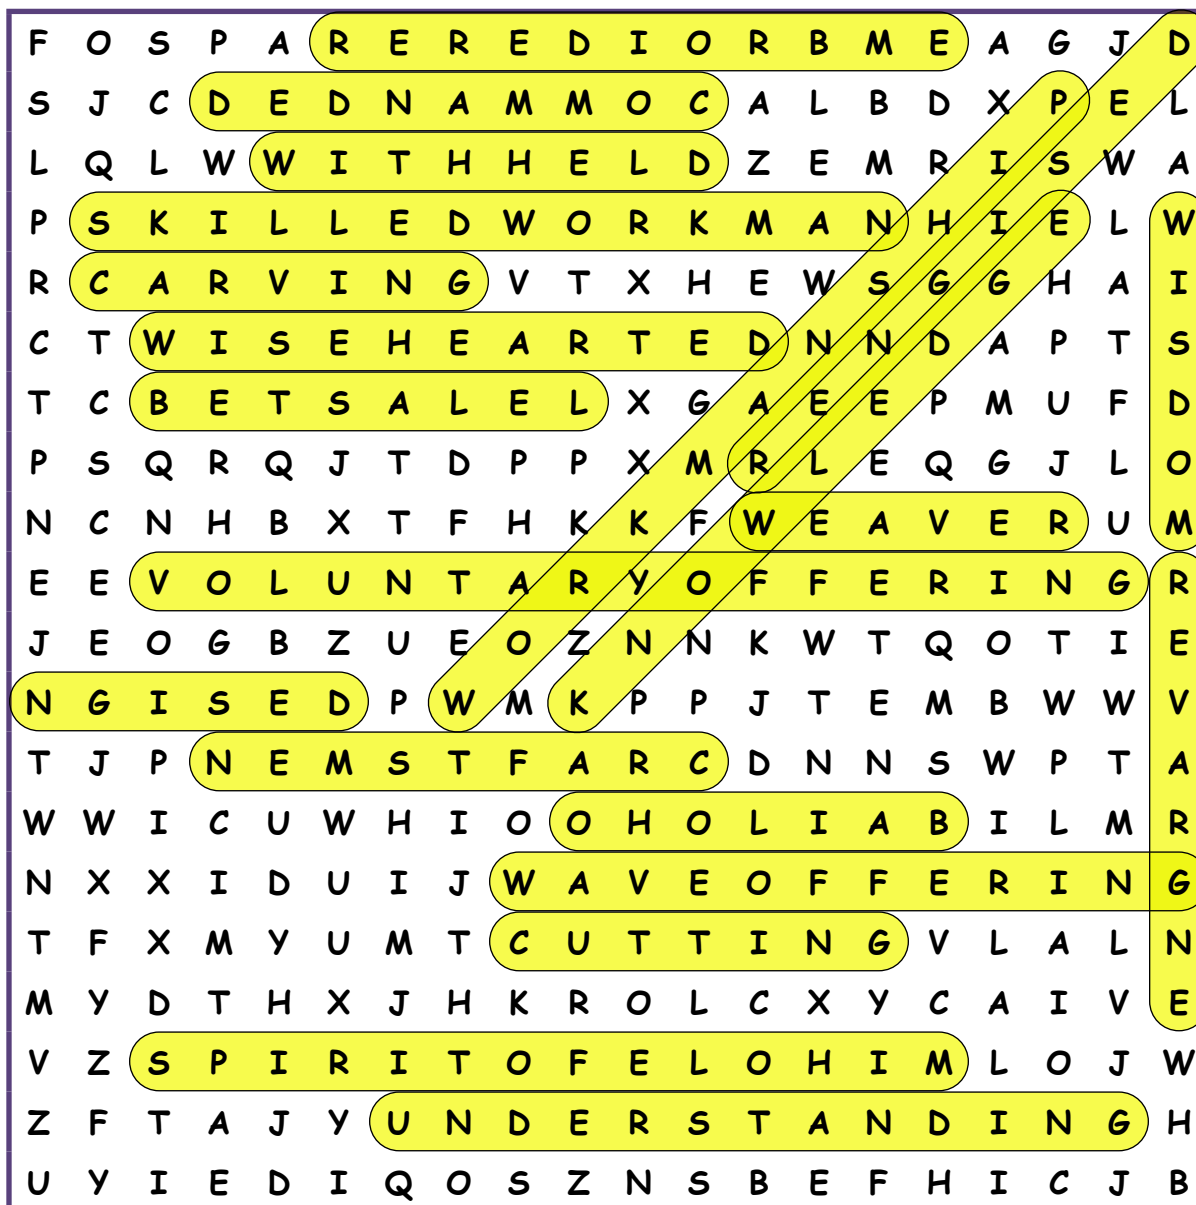 F O S P A R E R E D I O R B M E A G J D
S J C D E D N A M M O C A L B D X P E L
L Q L W W I T H H E L D Z E M R I S W A
P S K I L L E D W O R K M A N H I E L W
R C A R V I N G V T X H E W S G G H A I
C T W I S E H E A R T E D N N D A P T S
T C B E T S A L E L X G A E E P M U F D
P S Q R Q J T D P P X M R L E Q G J L O
N C N H B X T F H K K F W E A V E R U M
E E V O L U N T A R Y O F F E R I N G R
J E O G B Z U E O Z N N K W T Q O T I E
N G I S E D P W M K P P J T E M B W W V
T J P N E M S T F A R C D N N S W P T A
W W I C U W H I O O H O L I A B I L M R
N X X I D U I J W A V E O F F E R I N G
T F X M Y U M T C U T T I N G V L A L N
M Y D T H X J H K R O L C X Y C A I V E
V Z S P I R I T O F E L O H I M L O J W
Z F T A J Y U N D E R S T A N D I N G H
U Y I E D I Q O S Z N S B E F H I C J B